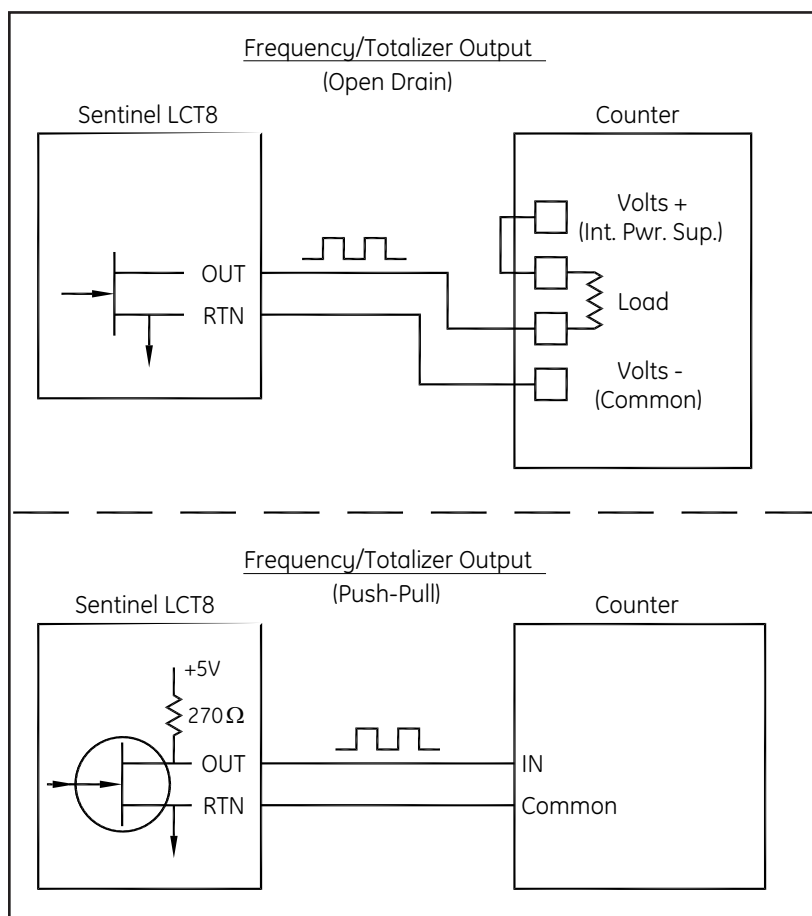 Frequency/Totalizer Output
(Open Drain)
Sentinel LCT8
Counter
Volts +
(Int. Pwr. Sup.)
OUT
RTN
Load
Volts -
(Common)
Frequency/Totalizer Output
(Push-Pull)
Sentinel LCT8
Counter
+5V
270Ω
OUT
RTN
IN
Common